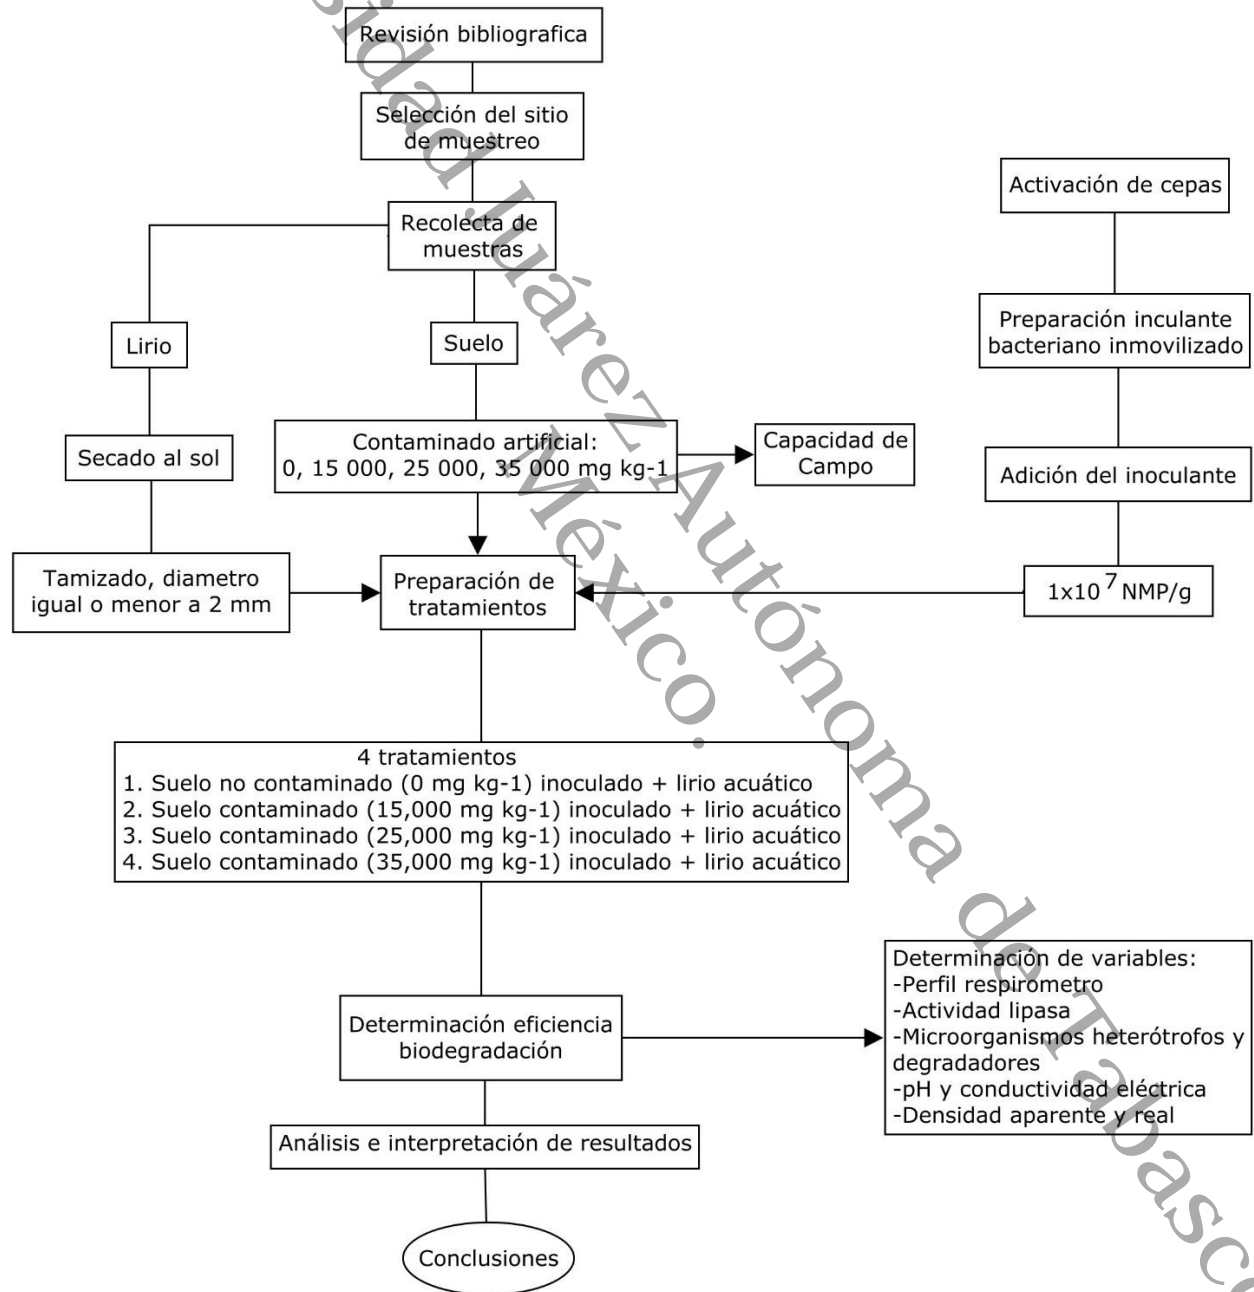 Revisión bibliografica
Selección del sitio
de muestreo
Recolecta de
muestras
Activación de cepas
Lirio
Suelo
Preparación inculante
bacteriano inmovilizado
Secado al sol
Contaminado artificial:
0, 15 000, 25 000, 35 000 mg kg-1
Capacidad de
Campo
Adición del inoculante
Tamizado, diametro
igual o menor a 2 mm
Preparación de
tratamientos
1x10⁷ NMP/g
4 tratamientos
1. Suelo no contaminado (0 mg kg-1) inoculado + lirio acuático
2. Suelo contaminado (15,000 mg kg-1) inoculado + lirio acuático
3. Suelo contaminado (25,000 mg kg-1) inoculado + lirio acuático
4. Suelo contaminado (35,000 mg kg-1) inoculado + lirio acuático
Determinación eficiencia
biodegradación
Determinación de variables:
-Perfil respirometro
-Actividad lipasa
-Microorganismos heterótrofos y
degradadores
-pH y conductividad eléctrica
-Densidad aparente y real
Análisis e interpretación de resultados
Conclusiones
Juárez Autónoma de
México.